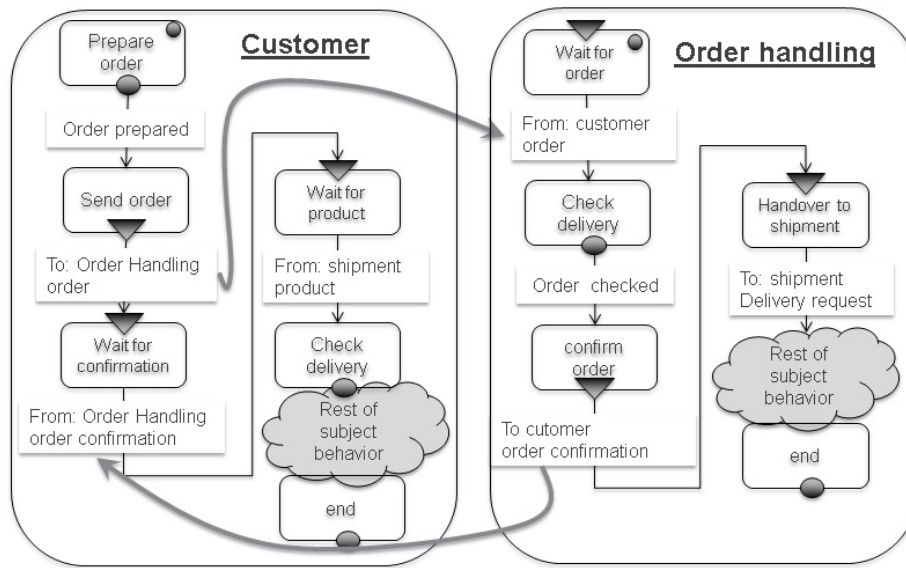 Customer
Prepare
order
Order prepared
Send order
To: Order Handling
order
Wait for
confirmation
From: Order Handling
order confirmation
Wait for
product
From: shipment
product
Check
delivery
Rest of
subject
behavior
end
Order handling
Wait for
order
From: customer
order
Check
delivery
Order checked
confirm
order
To cutomer
order confirmation
Handover to
shipment
To: shipment
Delivery request
Rest of
subject
behavior
end